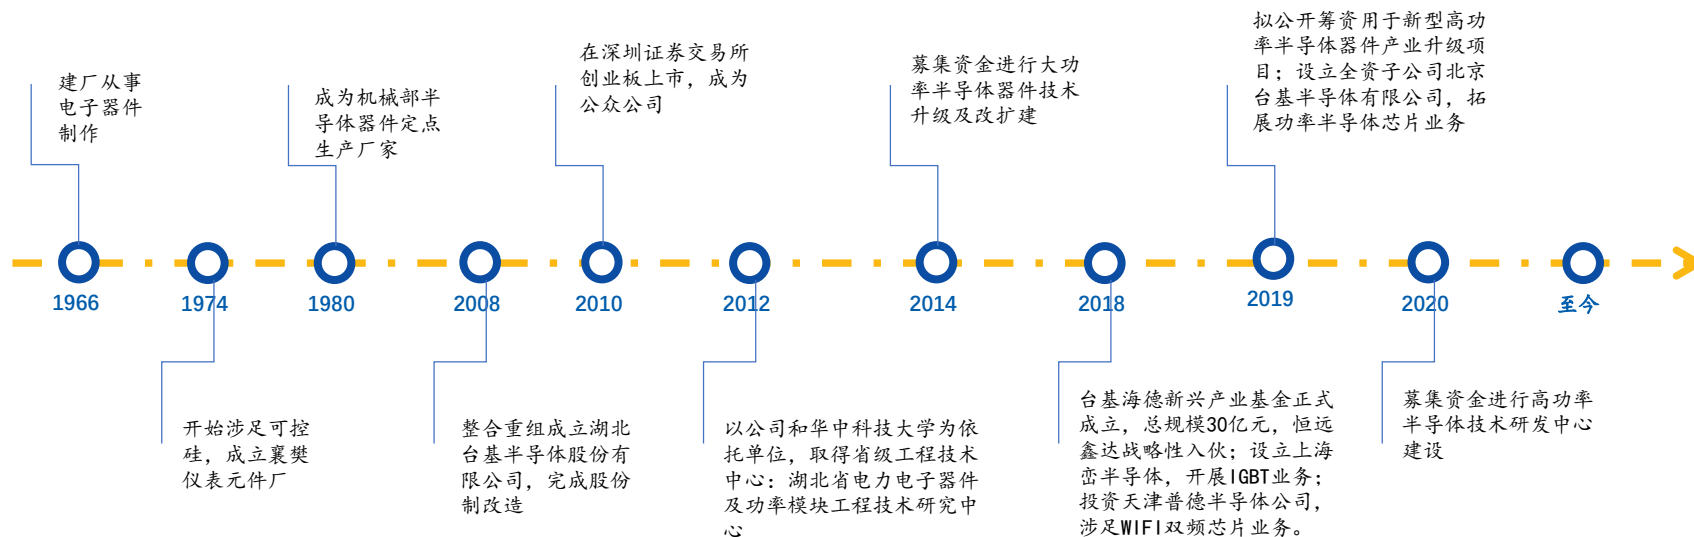 建厂从事
电子器件
制作
成为机械部半
导体器件定点
生产厂家
在深圳证券交易所
创业板上市，成为
公众公司
募集资金进行大功
率半导体器件技术
升级及改扩建
拟公开筹资用于新型高功
率半导体器件产业升级项
目；设立全资子公司北京
台基半导体有限公司，拓
展功率半导体芯片业务
1966
1974
1980
2008
2010
2012
2014
2018
2019
2020
至今
开始涉足可控
硅，成立襄樊
仪表元件厂
整合重组成立湖北
台基半导体股份有
限公司，完成股份
制改造
以公司和华中科技大学为依
托单位，取得省级工程技术
中心：湖北省电力电子器件
及功率模块工程技术研究中
心
台基海德新兴产业基金正式
成立，总规模30亿元，恒远
鑫达战略性入伙；设立上海
峦半导体，开展IGBT业务；
投资天津普德半导体公司，
涉足WIFI双频芯片业务。
募集资金进行高功率
半导体技术研发中心
建设